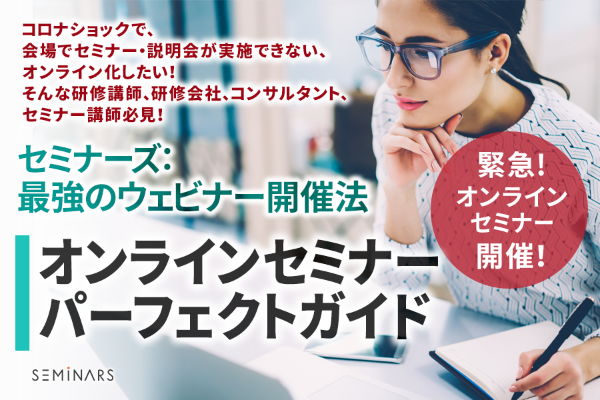 コロナショックで、
会場でセミナー・説明会が実施できない、
オンライン化したい!
そんな研修講師、研修会社、コンサルタント、
セミナー講師必見!
セミナーズ:
最強のウェビナー開催法
緊急!
オンライン
セミナー
開催!
オンラインセミナー
パーフェクトガイド
SEMINARS